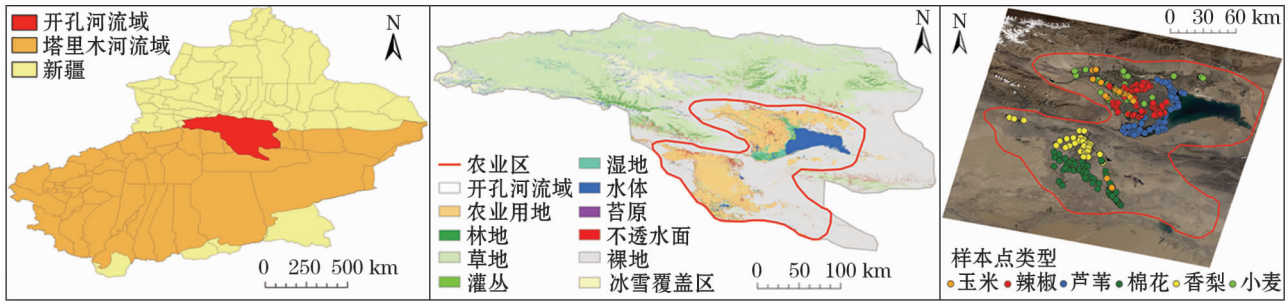 开孔河流域
塔里木河流域
新疆
N
0 250 500 km
N
农业区
开孔河流域
农业用地
林地
草地
灌丛
湿地
水体
苔原
不透水面
裸地
冰雪覆盖区
0 50 100 km
N
0 30 60 km
样本点类型
玉米 辣椒 芦苇 棉花 香梨 小麦